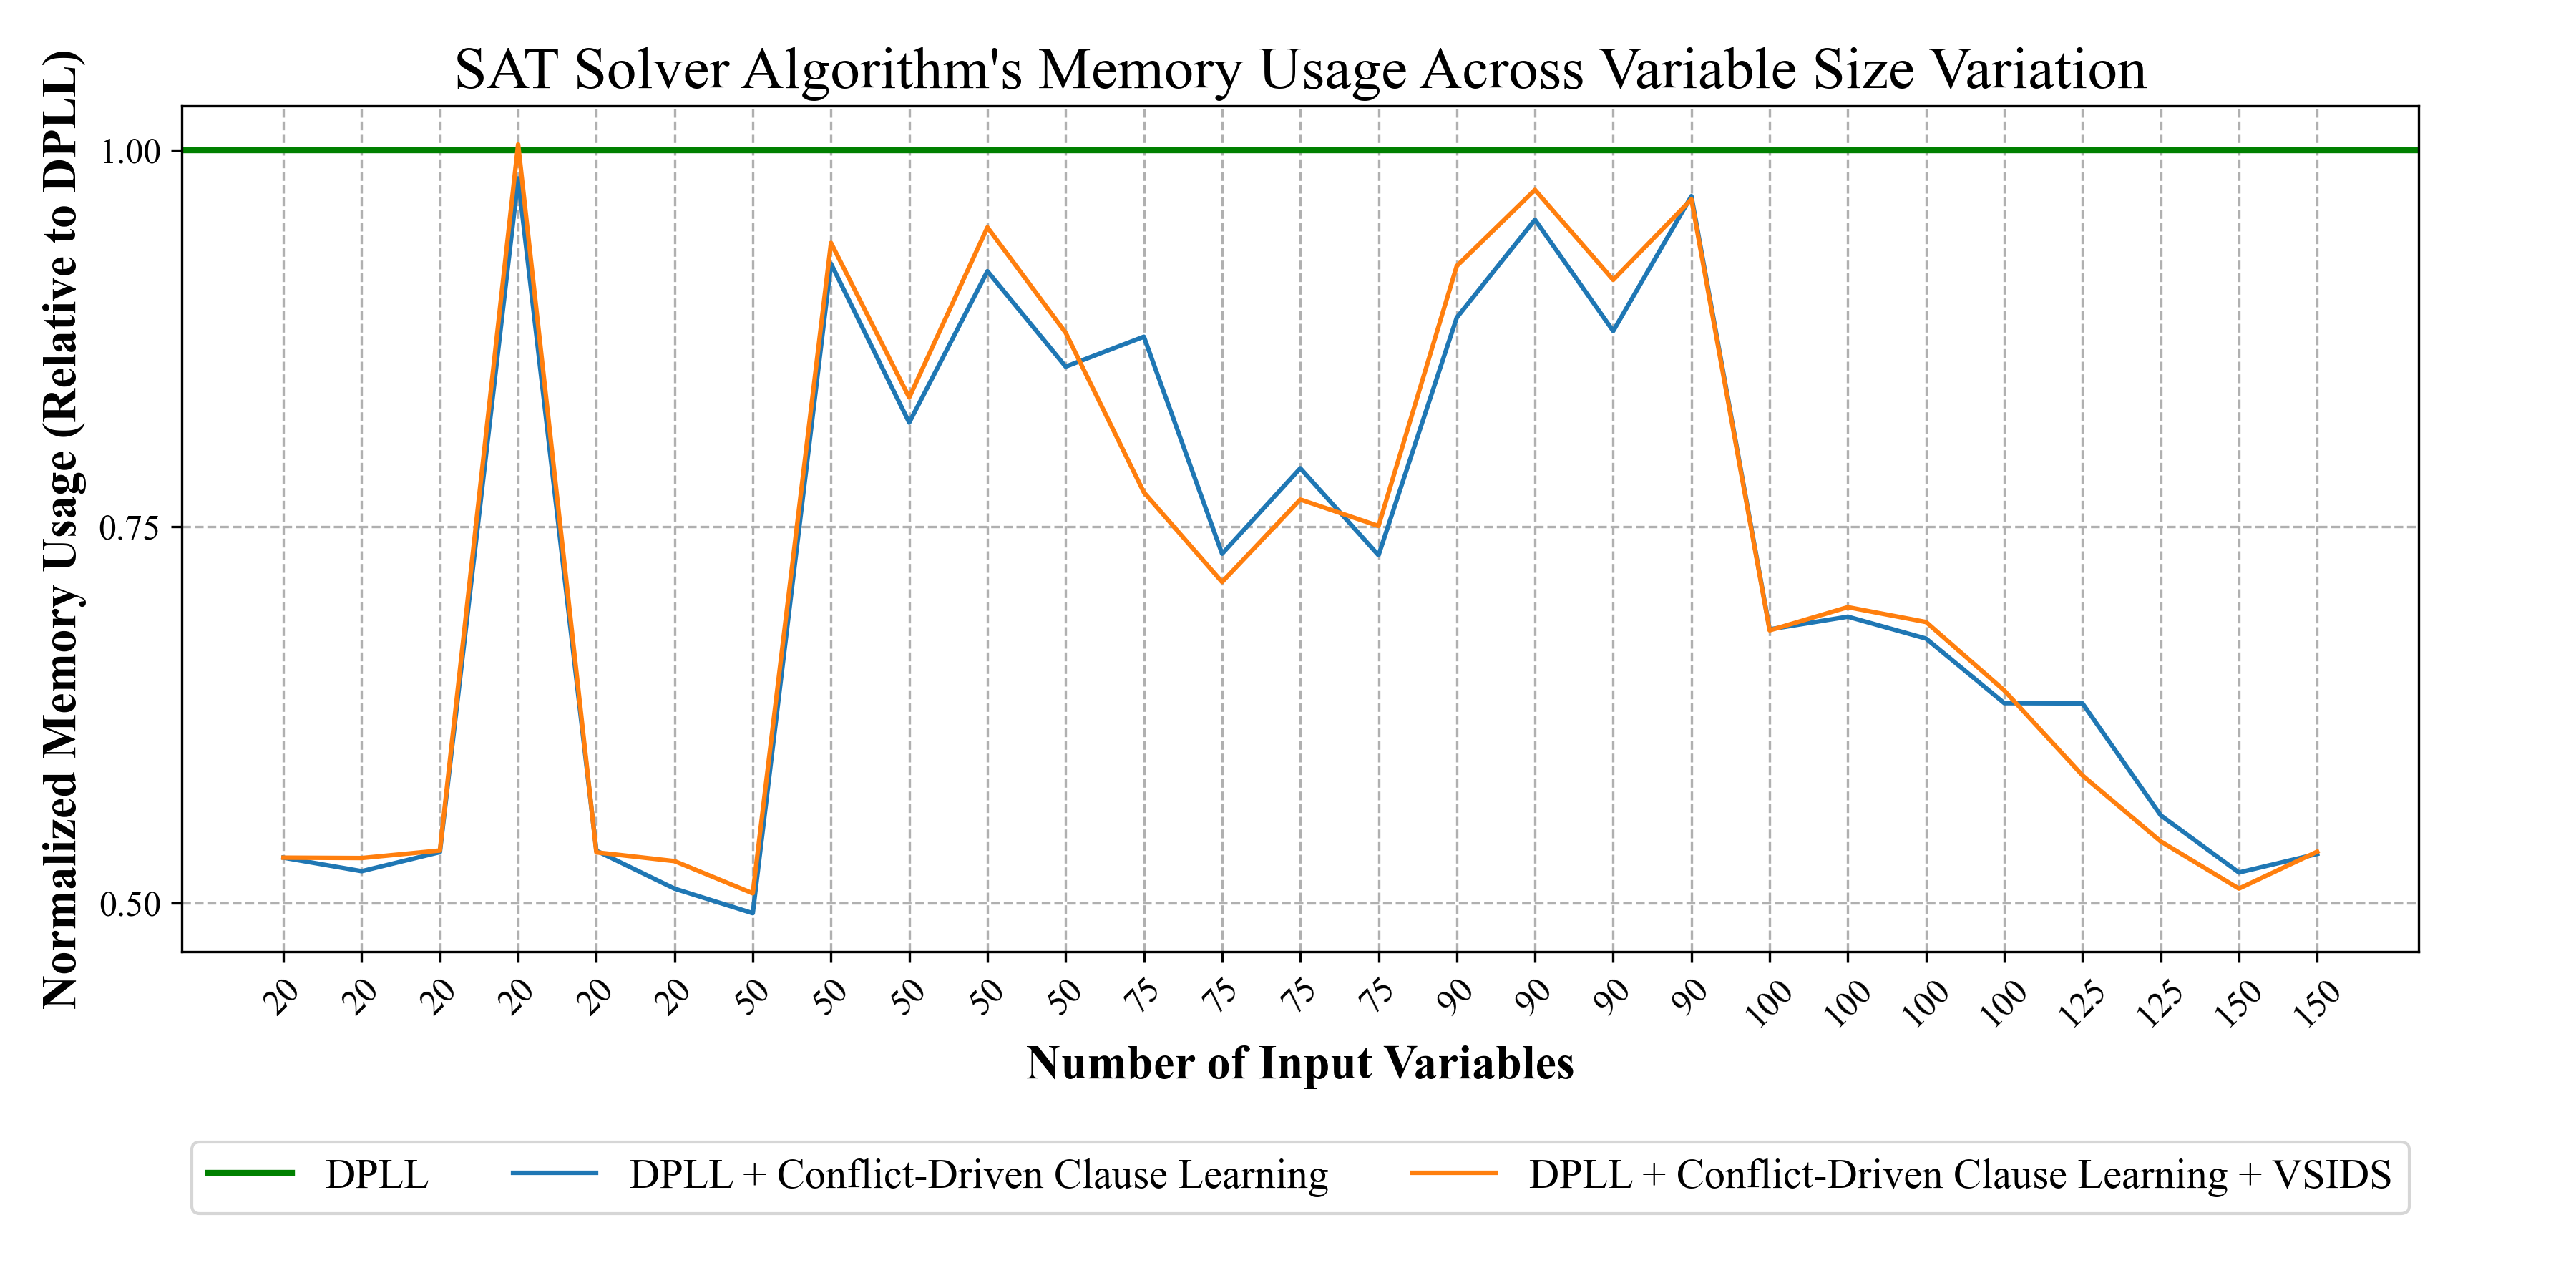 SAT Solver Algorithm's Memory Usage Across Variable Size Variation
Normalized Memory Usage (Relative to DPLL)
1.00
0.75
0.50
20 20 20 20 20 20 50 50 50 50 50 75 75 75 75 90 90 90 90 100 100 100 100 125 125 150 150
Number of Input Variables
DPLL DPLL + Conflict-Driven Clause Learning DPLL + Conflict-Driven Clause Learning + VSIDS